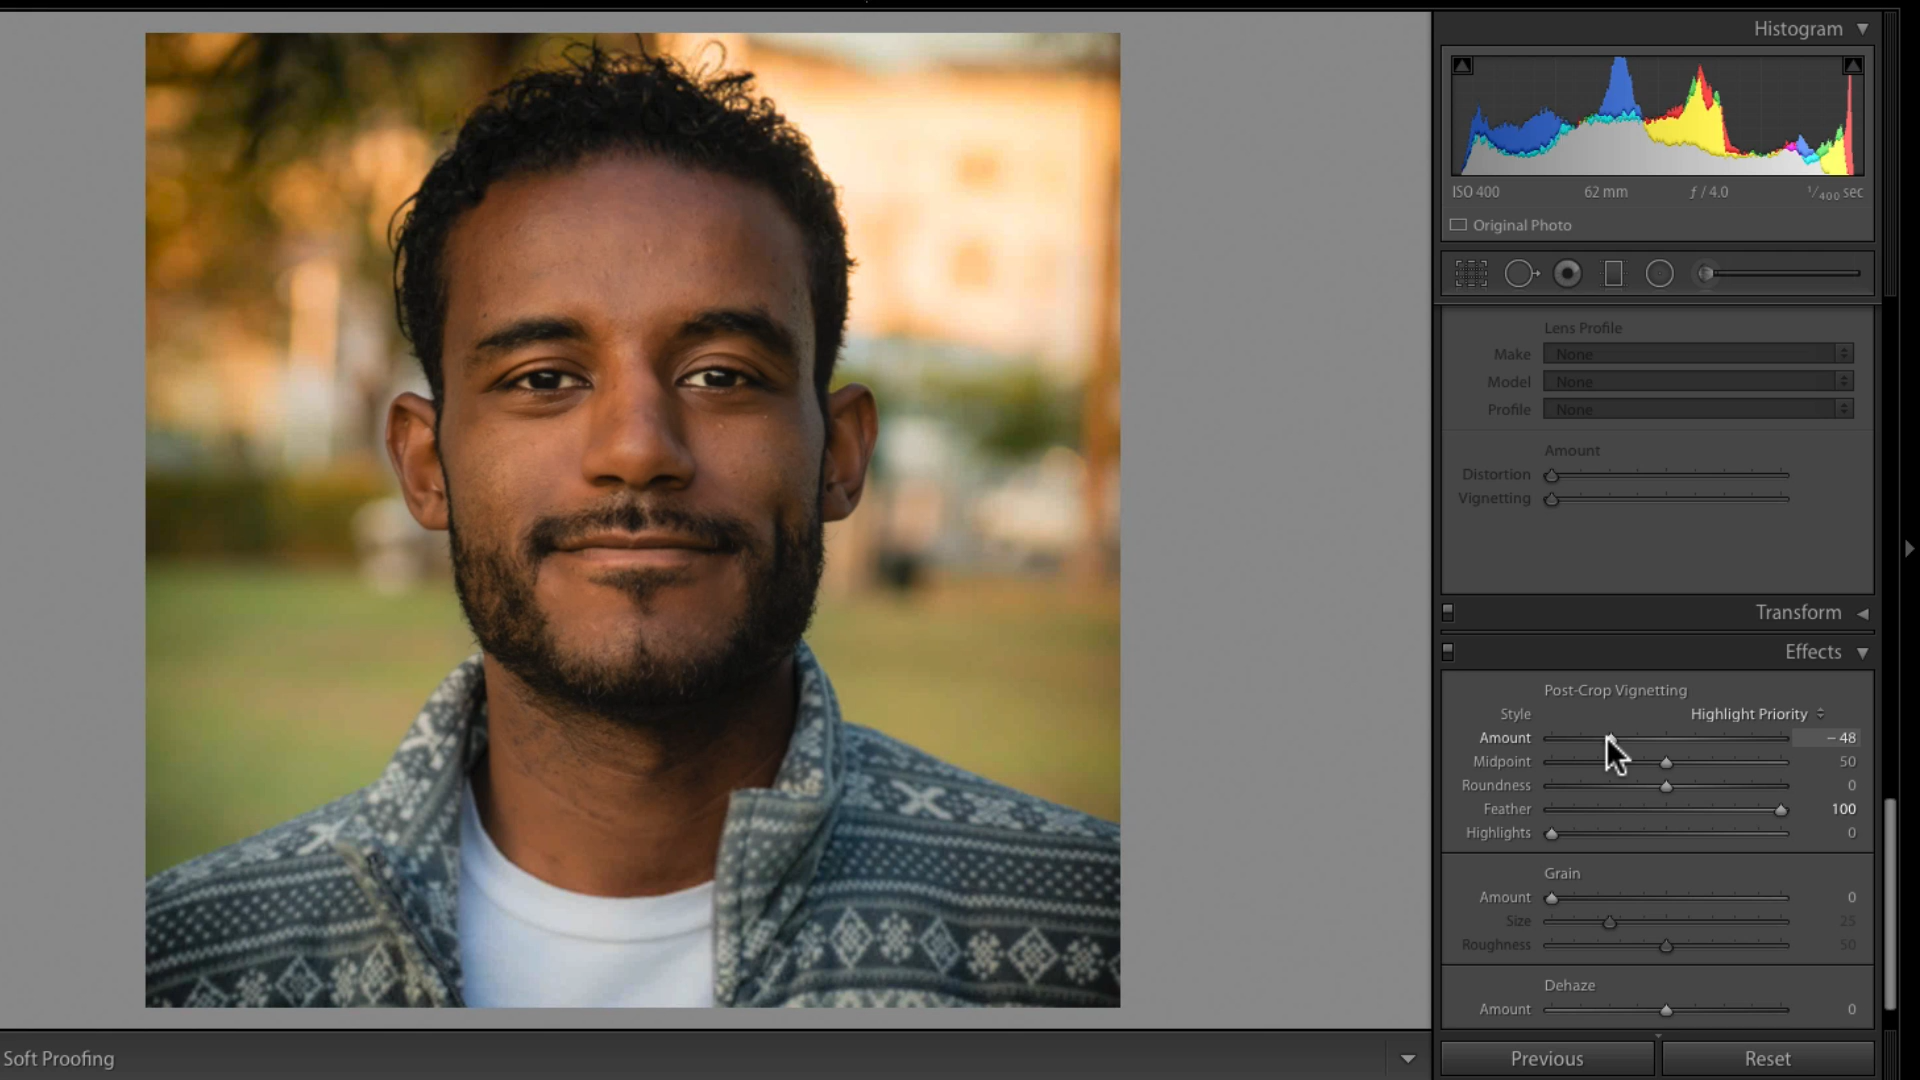 Histogram
ISO 400 62 mm ƒ / 4.0 1/400 sec
Original Photo
Lens Profile
Make None
Model None
Profile None
Amount
Distortion
Vignetting
Transform
Effects
Post-Crop Vignetting
Style Highlight Priority
Amount – 48
Midpoint 50
Roundness 0
Feather 100
Highlights 0
Grain
Amount 0
Size 25
Roughness 50
Dehaze
Amount 0
Soft Proofing
Previous Reset